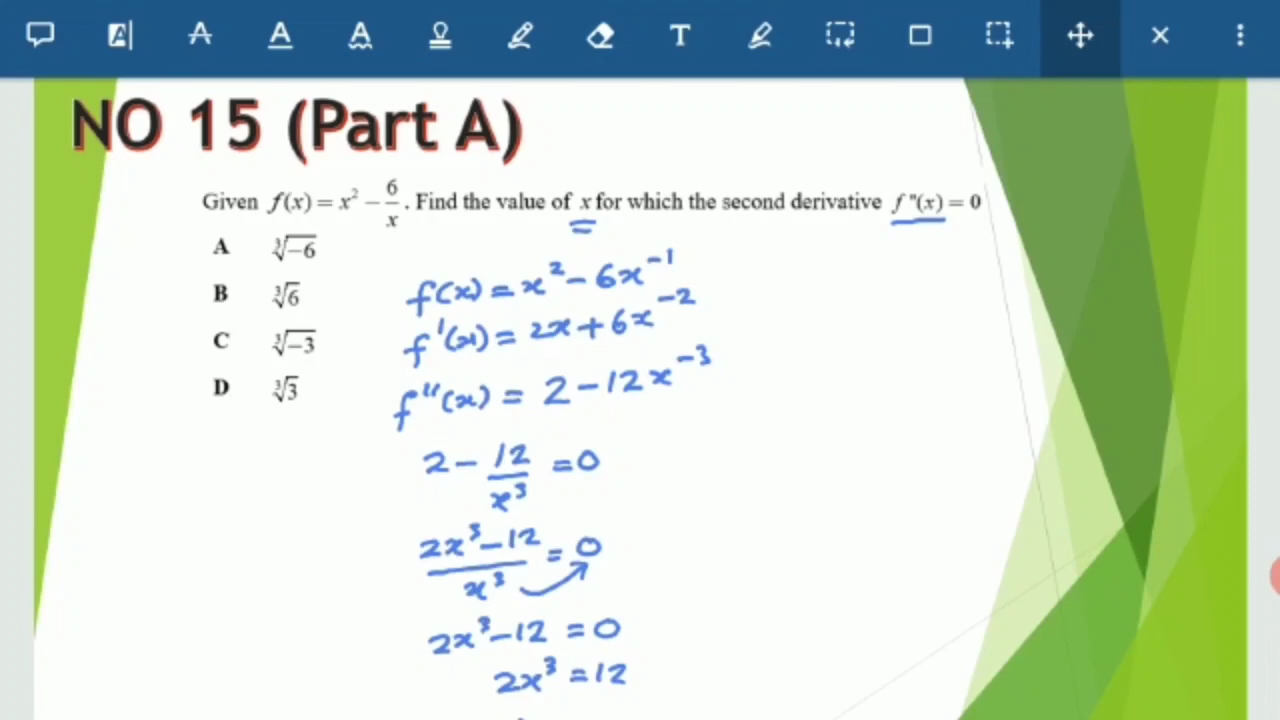 NO 15 (Part A)
Given f(x) = x² − 6/x . Find the value of x for which the second derivative f "(x) = 0
A ∛−6
B ∛6
C ∛−3
D ∛3
f(x) = x² − 6x⁻¹
f'(x) = 2x + 6x⁻²
f''(x) = 2 − 12x⁻³
2 − 12/x³ = 0
(2x³ − 12)/x³ = 0
2x³ − 12 = 0
2x³ = 12